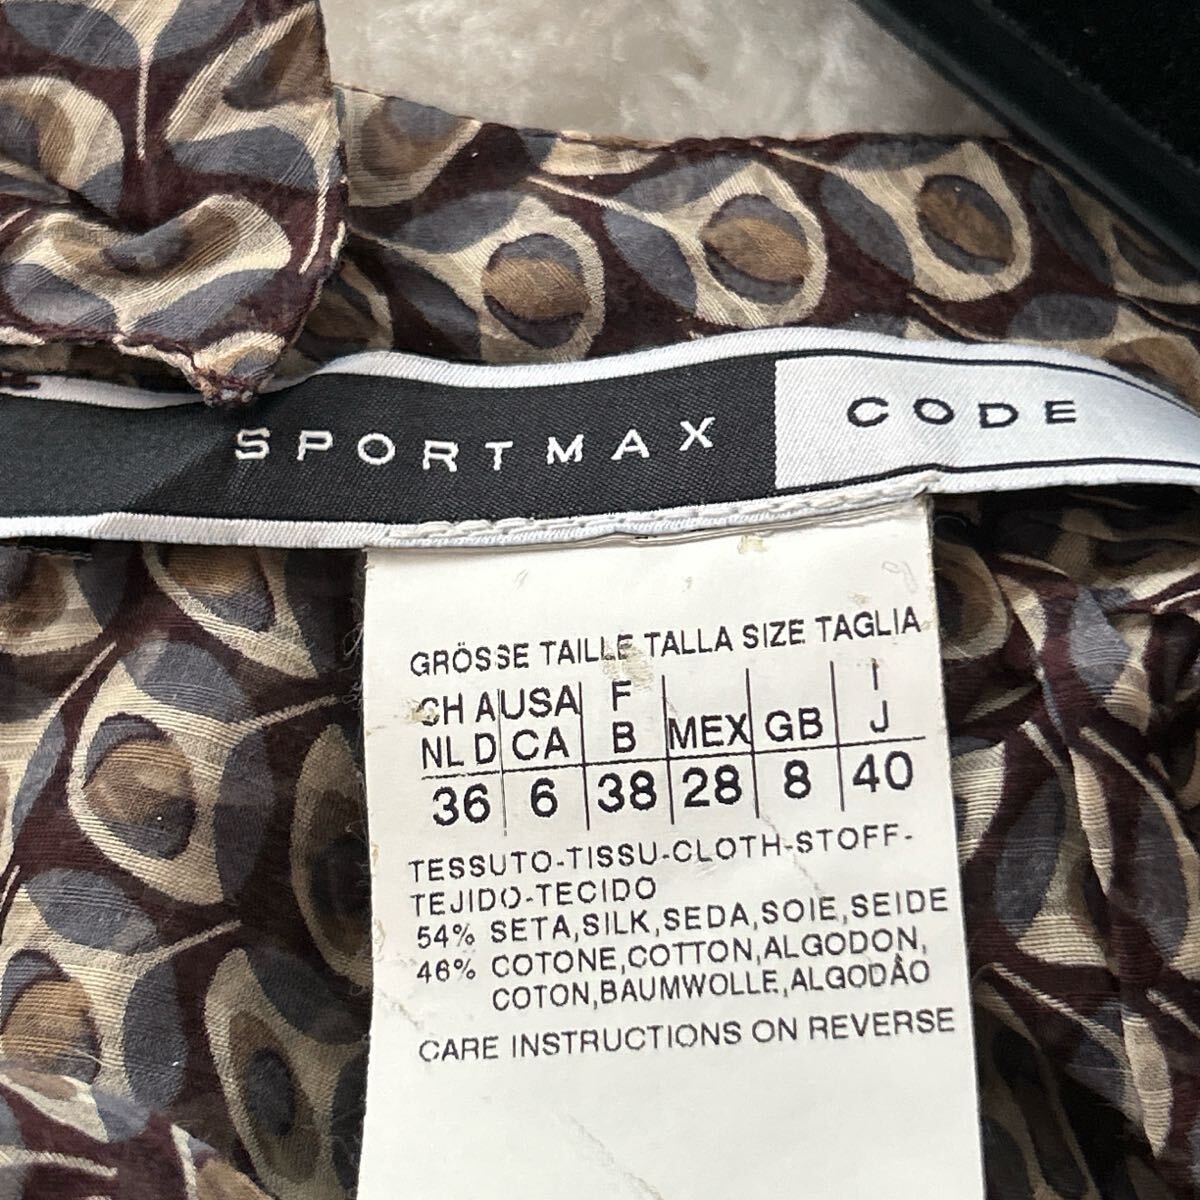 SPORTMAX CODE
GRÖSSE TAILLE TALLA SIZE TAGLIA
CH A USA F MEX GB I
NL D CA B J
36 6 38 28 8 40
TESSUTO-TISSU-CLOTH-STOFF-
TEJIDO-TECIDO
54% SETA,SILK,SEDA,SOIE,SEIDE
46% COTONE,COTTON,ALGODON,
COTON,BAUMWOLLE,ALGODÂO
CARE INSTRUCTIONS ON REVERSE